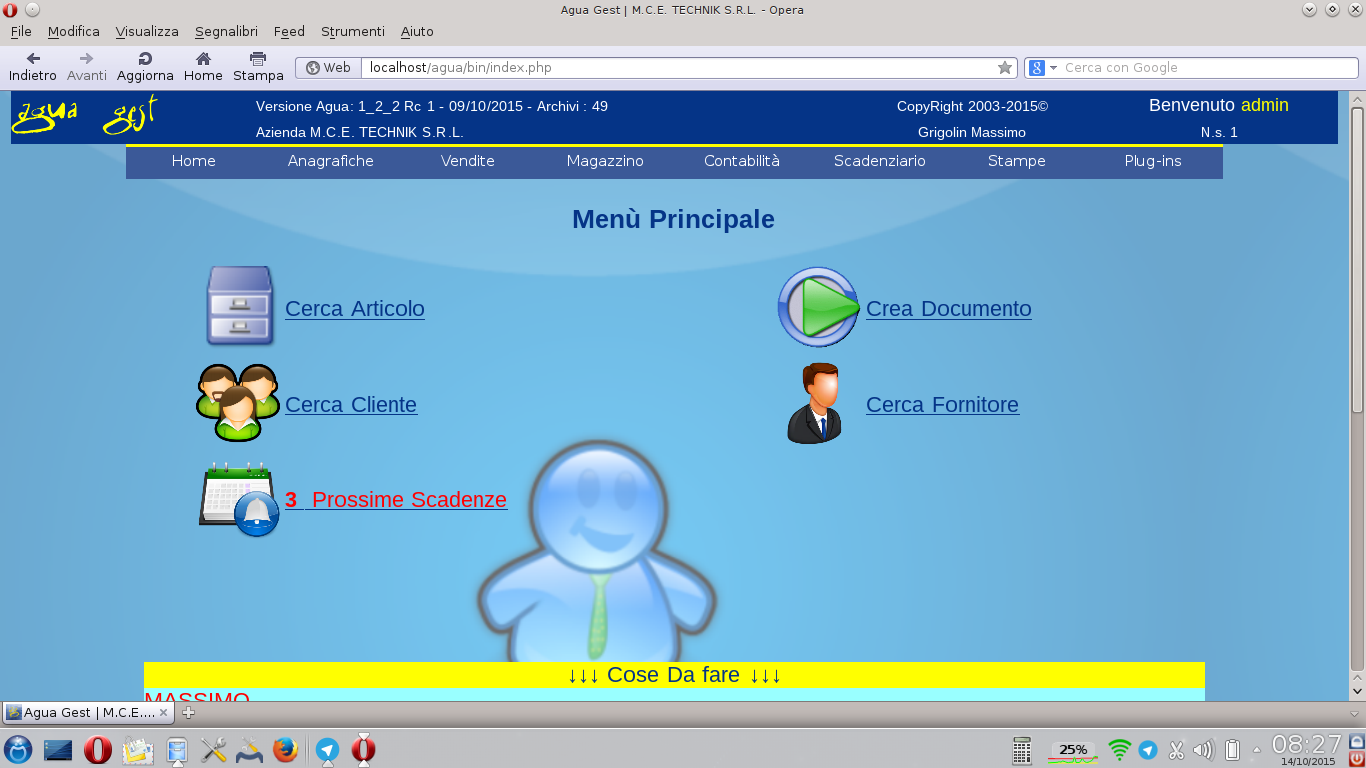 Agua Gest | M.C.E. TECHNIK S.R.L. - Opera
File Modifica Visualizza Segnalibri Feed Strumenti Aiuto
Indietro Avanti Aggiorna Home Stampa
Web localhost/agua/bin/index.php
8 Cerca con Google
agua gest
Versione Agua: 1_2_2 Rc 1 - 09/10/2015 - Archivi : 49
CopyRight 2003-2015©
Benvenuto admin
Azienda M.C.E. TECHNIK S.R.L.
Grigolin Massimo
N.s. 1
Home Anagrafiche Vendite Magazzino Contabilità Scadenziario Stampe Plug-ins
Menù Principale
Cerca Articolo
Crea Documento
Cerca Cliente
Cerca Fornitore
3 Prossime Scadenze
↓↓↓ Cose Da fare ↓↓↓
MASSIMO
Agua Gest | M.C.E....
25%
08:27
14/10/2015